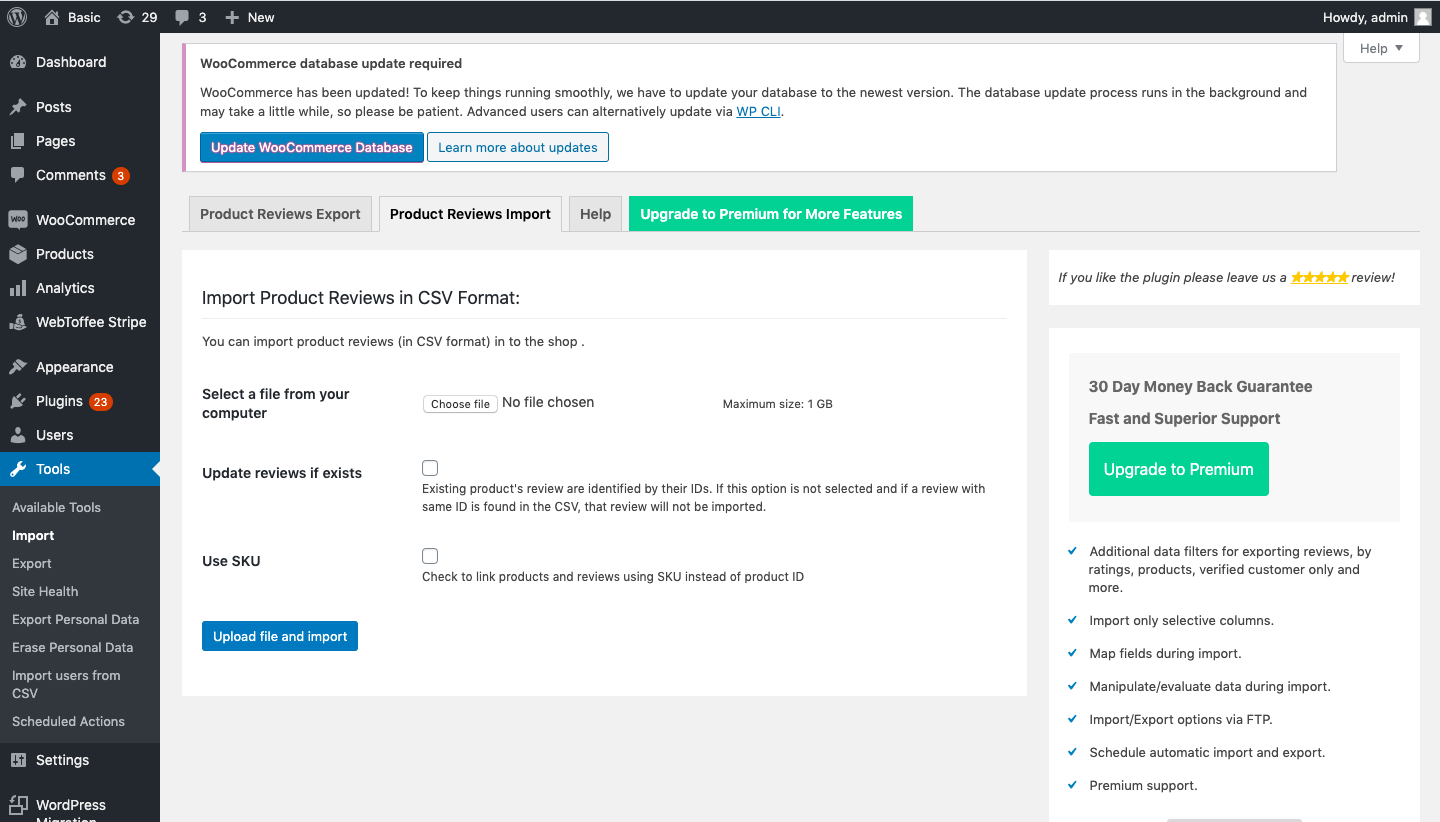 Basic 29 3 New Howdy, admin
Help
Dashboard
Posts
Pages
Comments 3
WooCommerce
Products
Analytics
WebToffee Stripe
Appearance
Plugins 23
Users
Tools
Available Tools
Import
Export
Site Health
Export Personal Data
Erase Personal Data
Import users from
CSV
Scheduled Actions
Settings
WordPress
Migration
WooCommerce database update required
WooCommerce has been updated! To keep things running smoothly, we have to update your database to the newest version. The database update process runs in the background and
may take a little while, so please be patient. Advanced users can alternatively update via WP CLI.
Update WooCommerce Database Learn more about updates
Product Reviews Export Product Reviews Import Help Upgrade to Premium for More Features
Import Product Reviews in CSV Format:
You can import product reviews (in CSV format) in to the shop .
Select a file from your
computer
Choose file No file chosen Maximum size: 1 GB
Update reviews if exists
Existing product's review are identified by their IDs. If this option is not selected and if a review with
same ID is found in the CSV, that review will not be imported.
Use SKU
Check to link products and reviews using SKU instead of product ID
Upload file and import
If you like the plugin please leave us a ★★★★★ review!
30 Day Money Back Guarantee
Fast and Superior Support
Upgrade to Premium
Additional data filters for exporting reviews, by
ratings, products, verified customer only and
more.
Import only selective columns.
Map fields during import.
Manipulate/evaluate data during import.
Import/Export options via FTP.
Schedule automatic import and export.
Premium support.